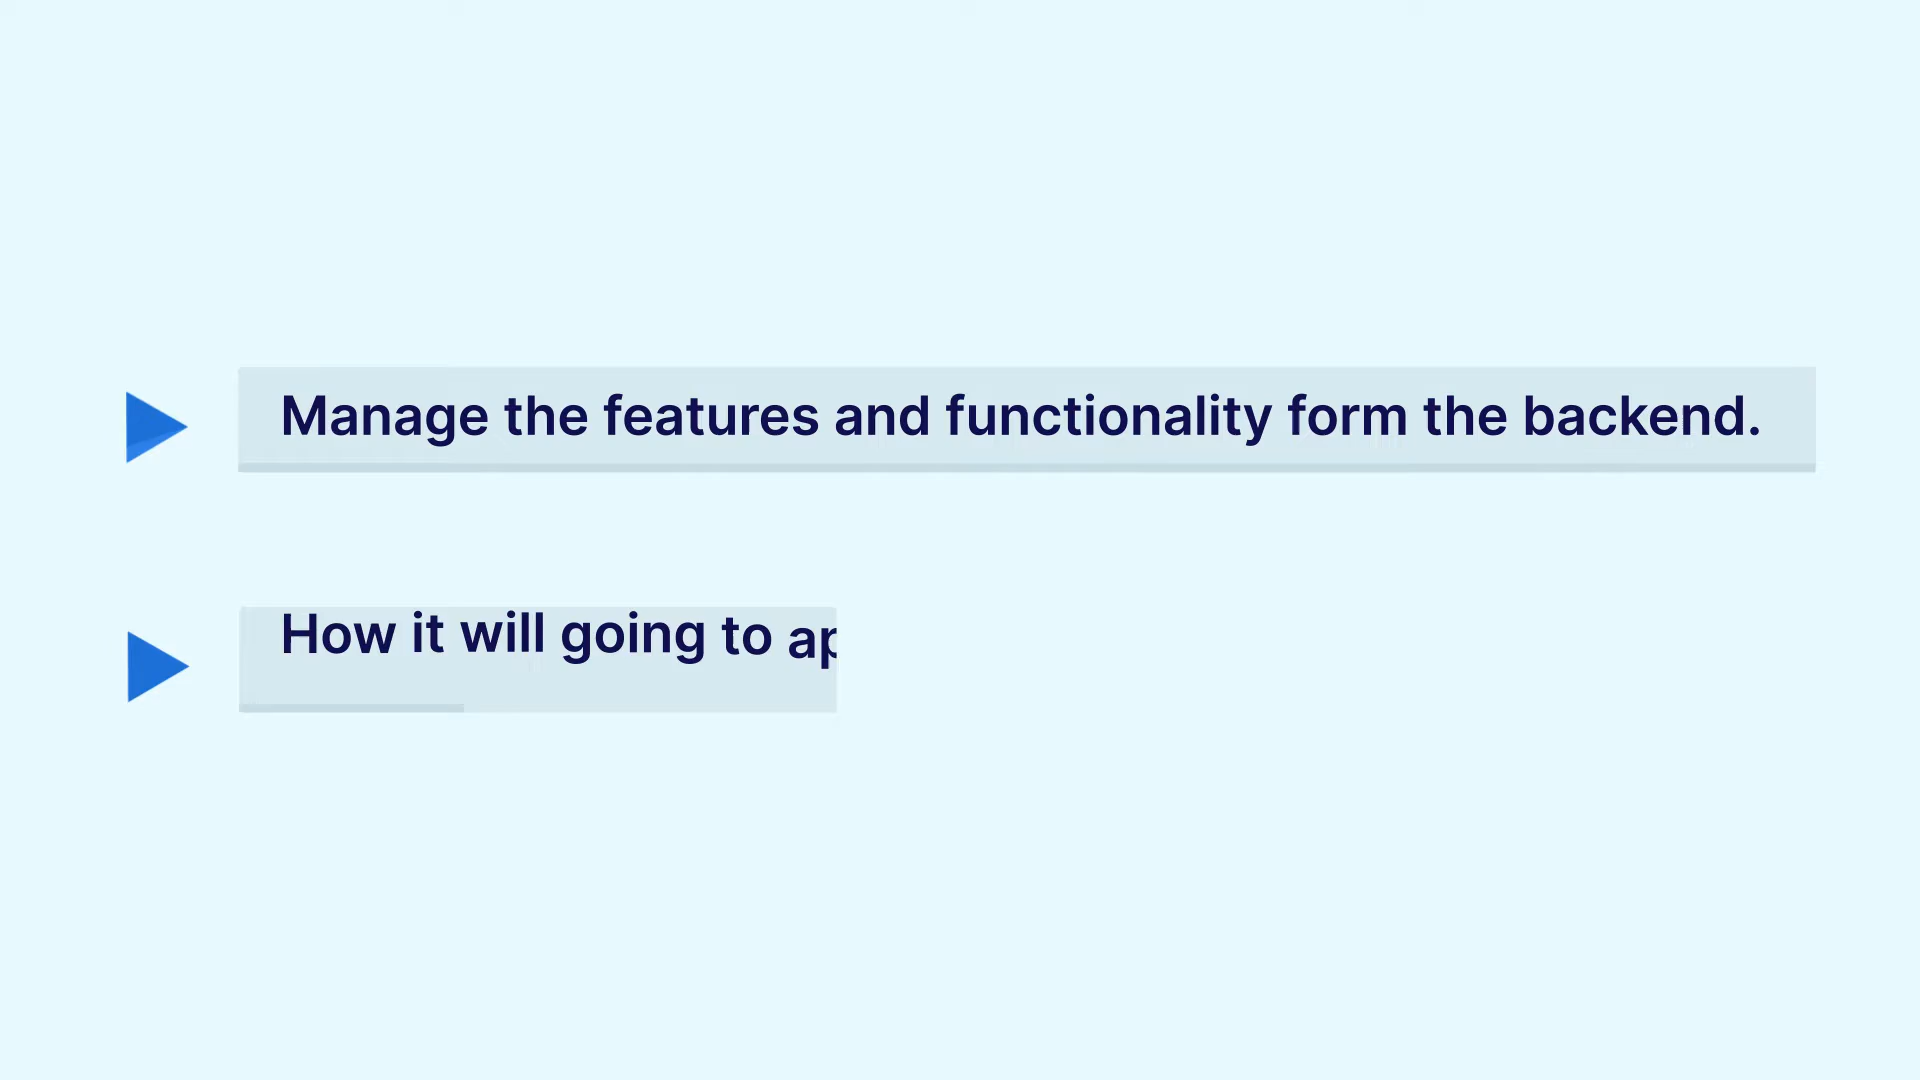 Manage the features and functionality form the backend.
How it will going to